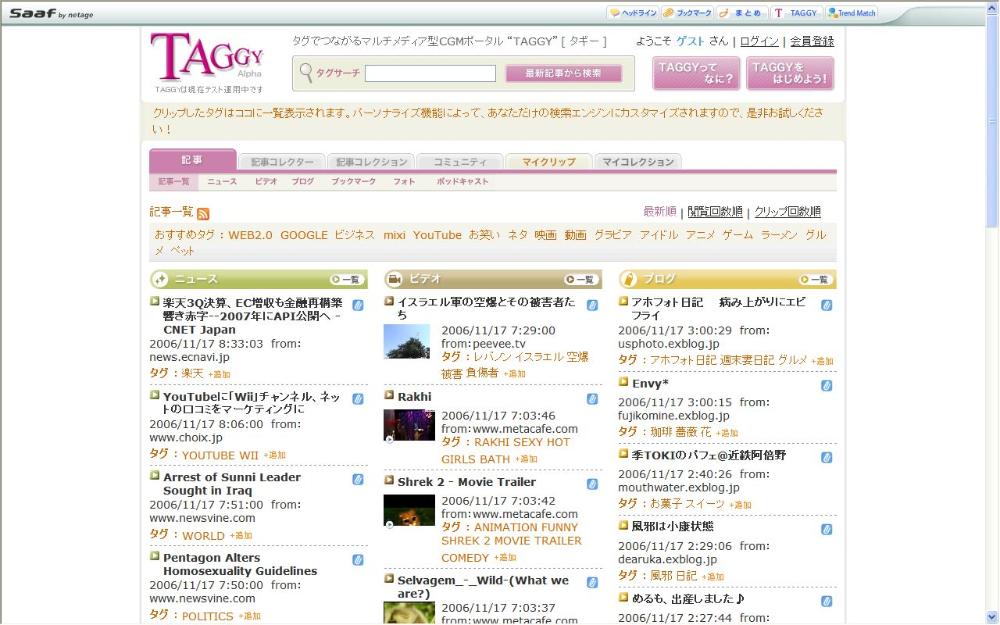 Saaf by netage
ヘッドライン ブックマーク まとめ TAGGY Trend Match
TAGGY
Alpha
TAGGYは現在テスト運用中です
タグでつながるマルチメディア型CGMポータル “TAGGY” [ タギー ]
ようこそ ゲスト さん | ログイン | 会員登録
タグサーチ 最新記事から検索
TAGGYって
なに?
TAGGYを
はじめよう!
クリップしたタグはココに一覧表示されます。パーソナライズ機能によって、あなただけの検索エンジンにカスタマイズされますので、是非お試しくださ
い！
記事 記事コレクター 記事コレクション コミュニティ マイクリップ マイコレクション
記事一覧 ニュース ビデオ ブログ ブックマーク フォト ポッドキャスト
記事一覧
最新順 | 閲覧回数順 | クリップ回数順
おすすめタグ : WEB2.0 GOOGLE ビジネス mixi YouTube お笑い ネタ 映画 動画 グラビア アイドル アニメ ゲーム ラーメン グル
メ ペット
ニュース 一覧
楽天3Q決算、EC増収も金融再構築
響き赤字--2007年にAPI公開へ -
CNET Japan
2006/11/17 8:33:03 from:
news.ecnavi.jp
タグ : 楽天 +追加
YouTubeに「Wii」チャンネル、ネッ
トの口コミをマーケティングに
2006/11/17 8:06:00 from:
www.choix.jp
タグ : YOUTUBE WII +追加
Arrest of Sunni Leader
Sought in Iraq
2006/11/17 7:51:00 from:
www.newsvine.com
タグ : WORLD +追加
Pentagon Alters
Homosexuality Guidelines
2006/11/17 7:50:00 from:
www.newsvine.com
タグ : POLITICS +追加
ビデオ 一覧
イスラエル軍の空爆とその被害者た
ち
2006/11/17 7:29:00
from:peevee.tv
タグ : レバノン イスラエル 空爆
被害 負傷者 +追加
Rakhi
2006/11/17 7:03:46
from:www.metacafe.com
タグ : RAKHI SEXY HOT
GIRLS BATH +追加
Shrek 2 - Movie Trailer
2006/11/17 7:03:42
from:www.metacafe.com
タグ : ANIMATION FUNNY
SHREK 2 MOVIE TRAILER
COMEDY +追加
Selvagem_-_Wild-(What we
are?)
2006/11/17 7:03:37
from:www.metacafe.com
ブログ 一覧
アホフォト日記 病み上がりにエビ
フライ
2006/11/17 3:00:29 from:
usphoto.exblog.jp
タグ : アホフォト日記 週末妻日記 グルメ +追加
Envy*
2006/11/17 3:00:15 from:
fujikomine.exblog.jp
タグ : 珈琲 薔薇 花 +追加
季TOKIのパフェ@近鉄阿倍野
2006/11/17 2:40:26 from:
mouthwater.exblog.jp
タグ : お菓子 スイーツ +追加
風邪は小康状態
2006/11/17 2:29:06 from:
dearuka.exblog.jp
タグ : 風邪 日記 +追加
めるも、出産しました♪
2006/11/17 2:27:44 from: